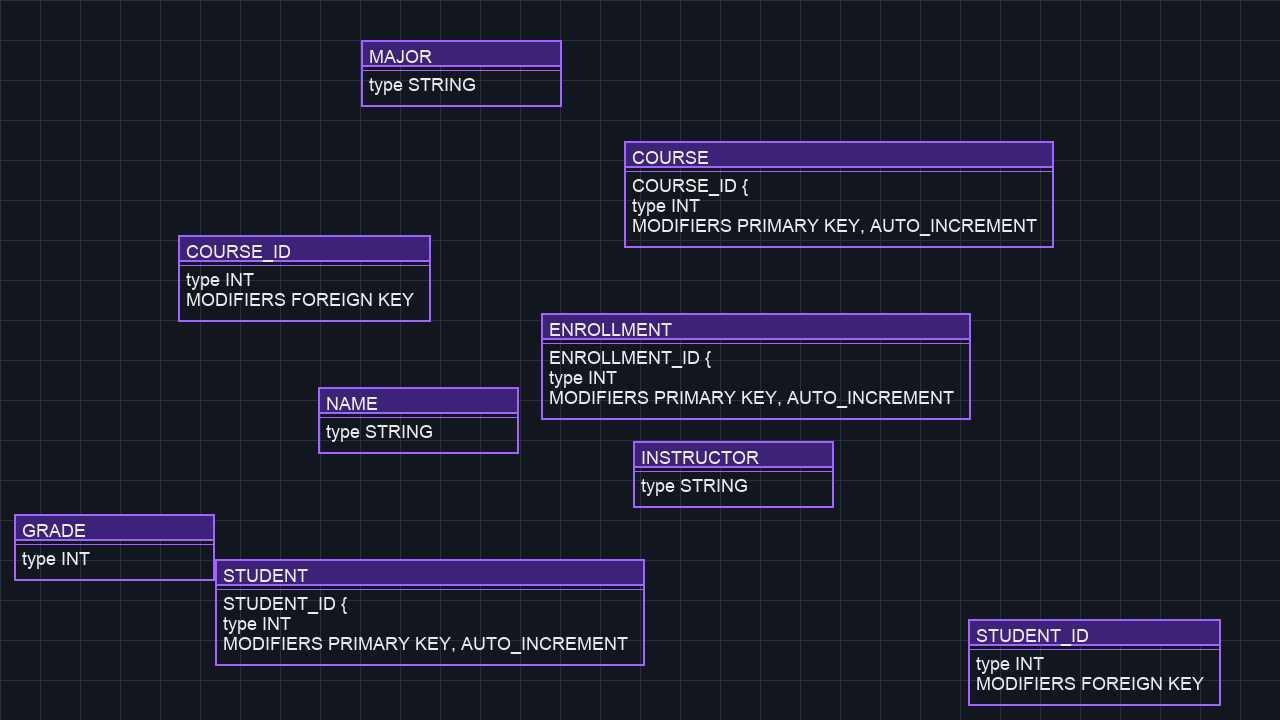 MAJOR
type STRING
COURSE
COURSE_ID {
type INT
MODIFIERS PRIMARY KEY, AUTO_INCREMENT
COURSE_ID
type INT
MODIFIERS FOREIGN KEY
ENROLLMENT
ENROLLMENT_ID {
type INT
MODIFIERS PRIMARY KEY, AUTO_INCREMENT
NAME
type STRING
INSTRUCTOR
type STRING
GRADE
type INT
STUDENT
STUDENT_ID {
type INT
MODIFIERS PRIMARY KEY, AUTO_INCREMENT
STUDENT_ID
type INT
MODIFIERS FOREIGN KEY